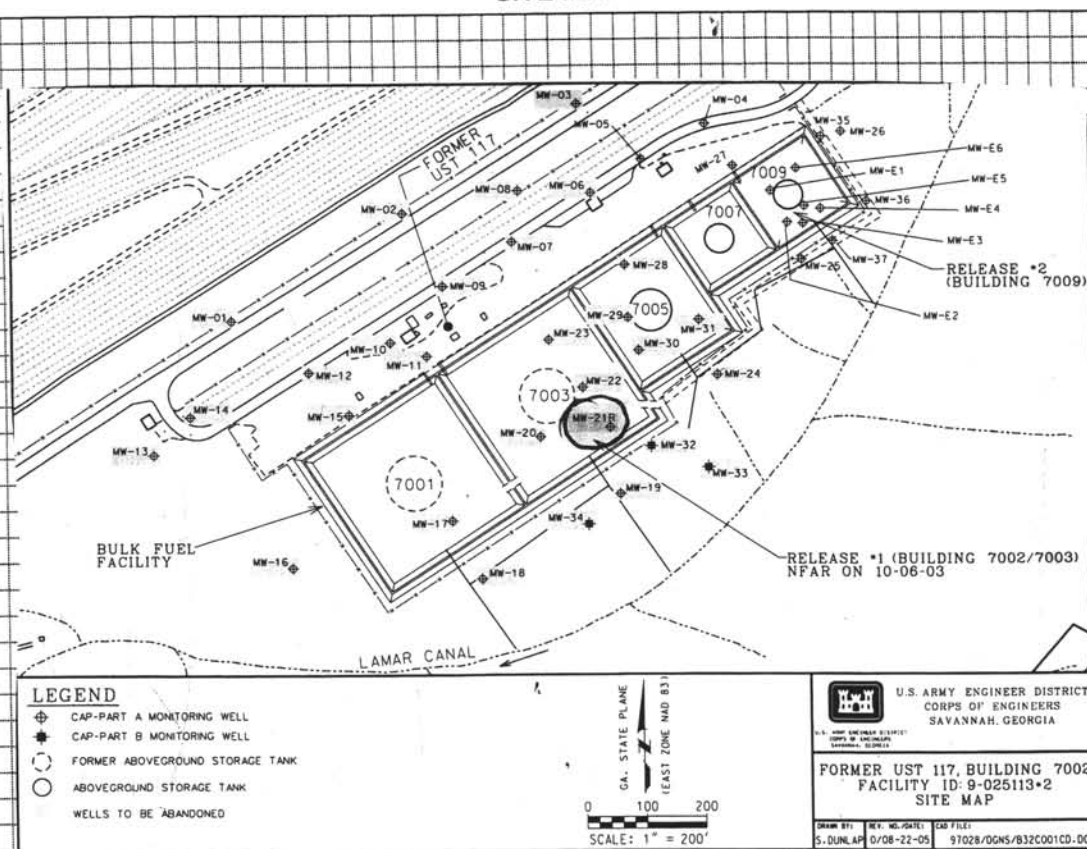 MW-03
MW-04
MW-05
MW-35
MW-26
FORMER
UST 117
MW-27
MW-E6
7009
MW-E1
MW-08
MW-06
MW-E5
MW-36
MW-02
7007
MW-E4
MW-07
MW-E3
MW-28
MW-37
MW-25
RELEASE *2
(BUILDING 7009)
MW-09
7005
MW-E2
MW-01
MW-29
MW-31
MW-23
MW-10
MW-30
MW-11
MW-12
MW-24
MW-22
7003
MW-14
MW-15
MW-21R
MW-20
MW-32
MW-13
MW-33
7001
MW-19
MW-17
MW-34
BULK FUEL
FACILITY
RELEASE *1 (BUILDING 7002/7003)
NFAR ON 10-06-03
MW-16
MW-18
LAMAR CANAL
LEGEND
CAP-PART A MONITORING WELL
CAP-PART B MONITORING WELL
FORMER ABOVEGROUND STORAGE TANK
ABOVEGROUND STORAGE TANK
WELLS TO BE ABANDONED
GA. STATE PLANE
(EAST ZONE NAD 83)
0 100 200
SCALE: 1" = 200'
U.S. ARMY ENGINEER DISTRICT
CORPS OF ENGINEERS
SAVANNAH, GEORGIA
U.S. ARMY ENGINEER DISTRICT
CORPS OF ENGINEERS
SAVANNAH, GEORGIA
FORMER UST 117, BUILDING 7002
FACILITY ID: 9-025113*2
SITE MAP
DRAWN BY:
S.DUNLAP
REV. NO./DATE:
0/08-22-05
CAD FILE:
97028/DGNS/B32C001CD.DG